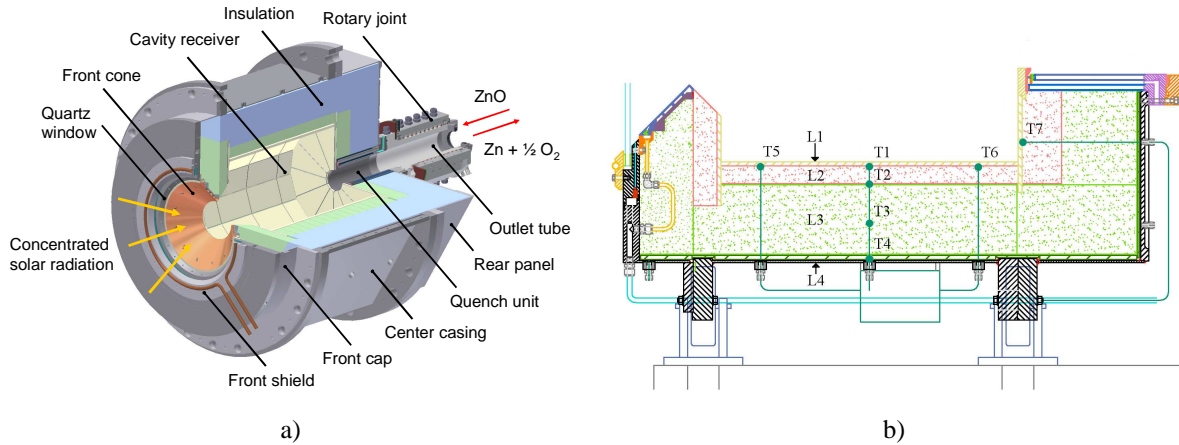 Insulation
Rotary joint
Cavity receiver
Front cone
Quartz
window
ZnO
Zn + ½ O₂
Concentrated
solar radiation
Outlet tube
Rear panel
Quench unit
Center casing
Front cap
Front shield
a)
L1
T7
T5
T1
T6
L2
T2
L3
T3
T4
L4
b)